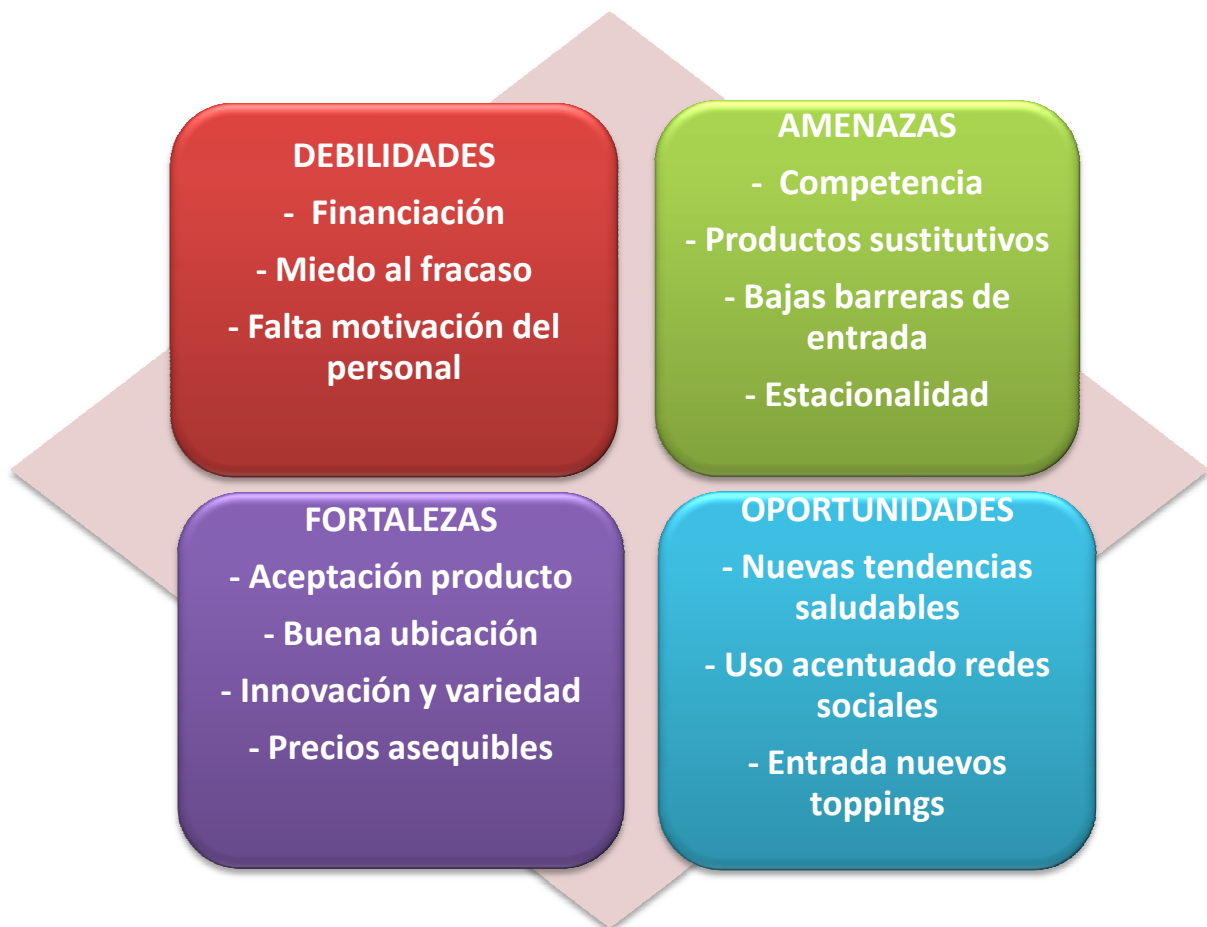 DEBILIDADES
- Financiación
- Miedo al fracaso
- Falta motivación del
personal
AMENAZAS
- Competencia
- Productos sustitutivos
- Bajas barreras de
entrada
- Estacionalidad
FORTALEZAS
- Aceptación producto
- Buena ubicación
- Innovación y variedad
- Precios asequibles
OPORTUNIDADES
- Nuevas tendencias
saludables
- Uso acentuado redes
sociales
- Entrada nuevos
toppings